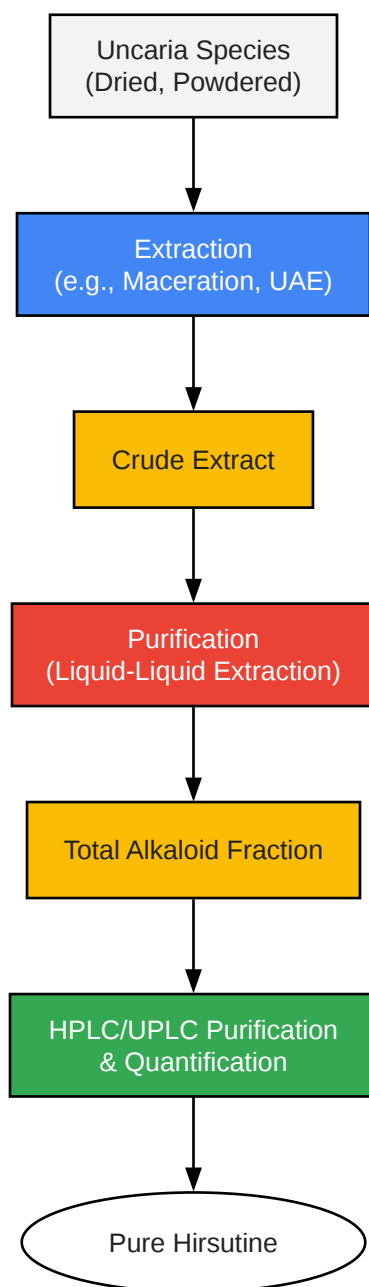 Uncaria Species
(Dried, Powdered)
Extraction
(e.g., Maceration, UAE)
Crude Extract
Purification
(Liquid-Liquid Extraction)
Total Alkaloid Fraction
HPLC/UPLC Purification
& Quantification
Pure Hirsutine